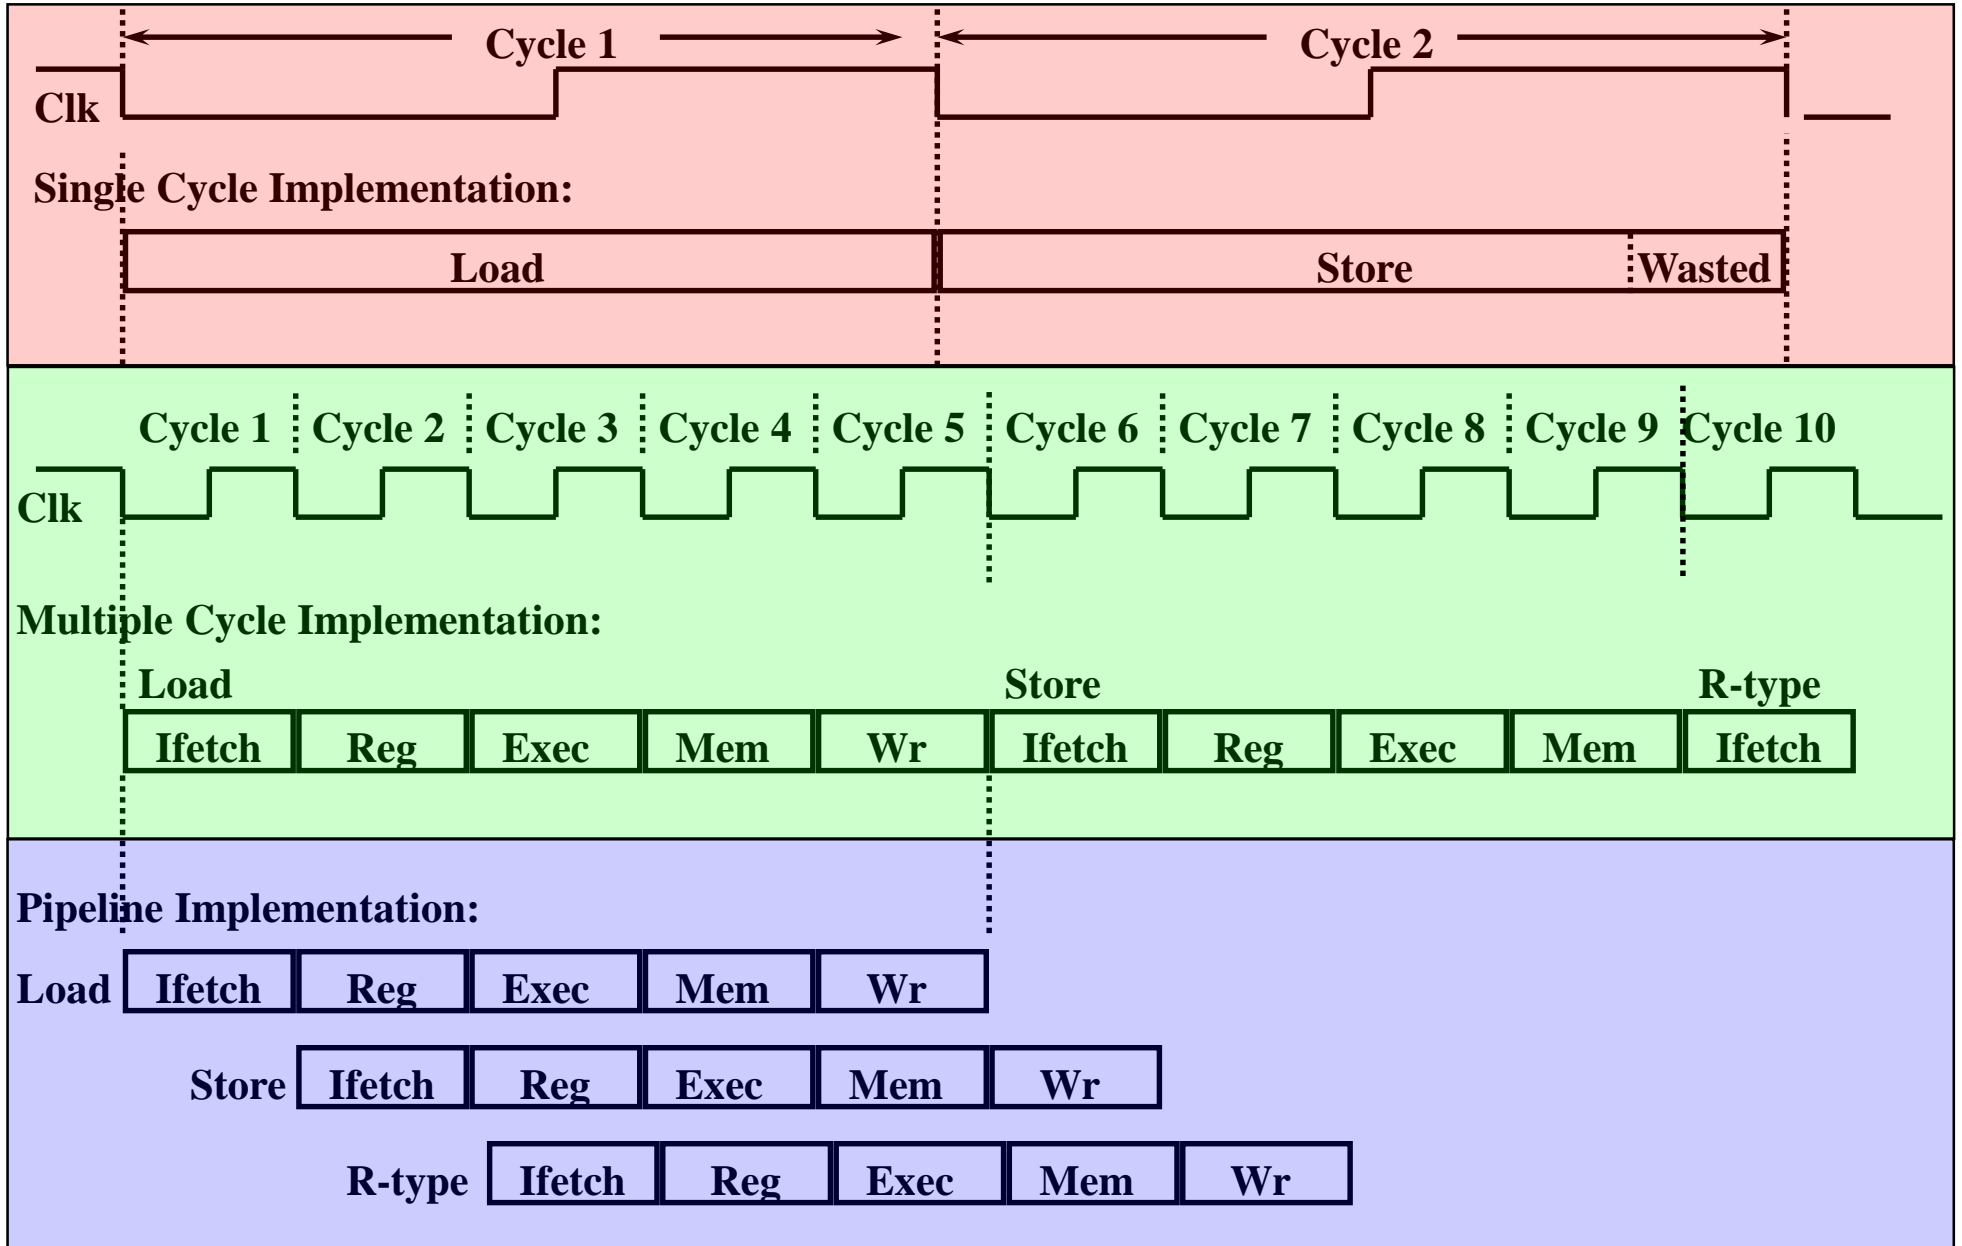 Cycle 1 Cycle 2
Clk
Single Cycle Implementation:
Load Store Wasted
Cycle 1 Cycle 2 Cycle 3 Cycle 4 Cycle 5 Cycle 6 Cycle 7 Cycle 8 Cycle 9 Cycle 10
Clk
Multiple Cycle Implementation:
Load Store R-type
Ifetch Reg Exec Mem Wr Ifetch Reg Exec Mem Ifetch
Pipeline Implementation:
Load Ifetch Reg Exec Mem Wr
Store Ifetch Reg Exec Mem Wr
R-type Ifetch Reg Exec Mem Wr